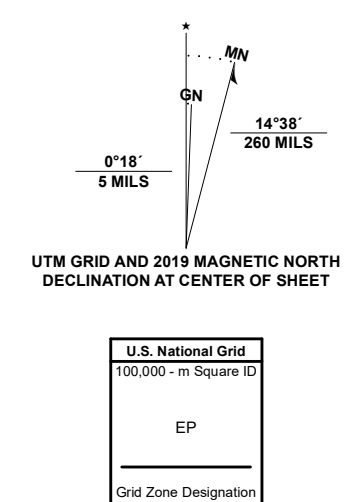 ★
MN
GN
14°38´
260 MILS
0°18´
5 MILS
UTM GRID AND 2019 MAGNETIC NORTH
DECLINATION AT CENTER OF SHEET
U.S. National Grid
100,000 - m Square ID
EP
Grid Zone Designation